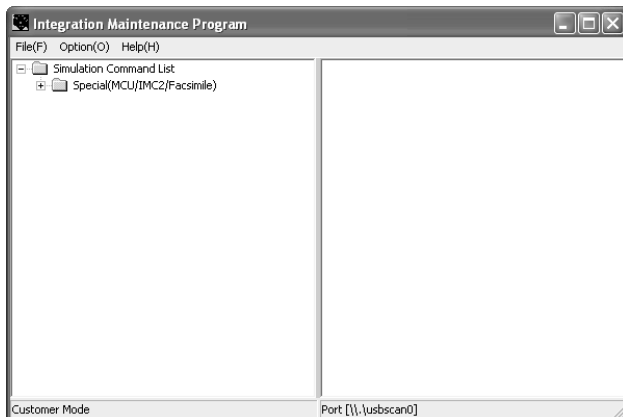 Integration Maintenance Program
File(F) Option(O) Help(H)
Simulation Command List
Special(MCU/IMC2/Facsimile)
Customer Mode
Port [\\.\usbscan0]